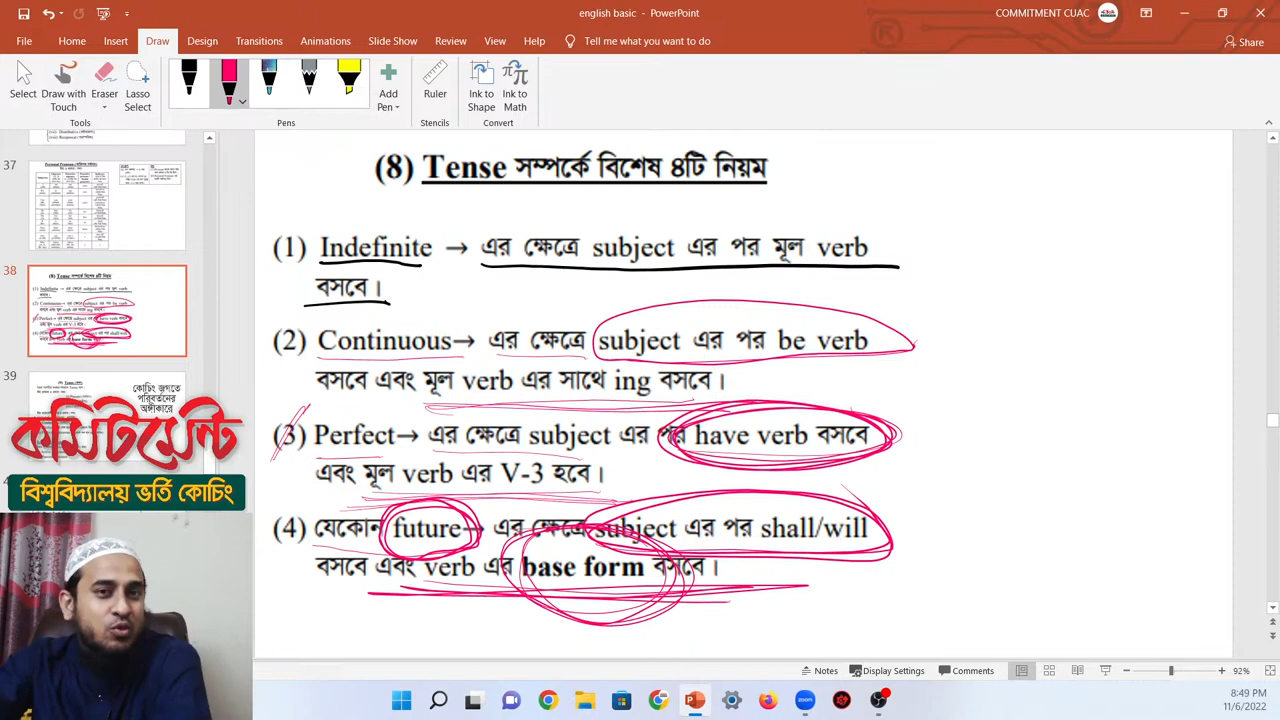 english basic - PowerPoint
COMMITMENT CUAC
File Home Insert Draw Design Transitions Animations Slide Show Review View Help Tell me what you want to do Share
Select Draw with Touch Eraser Lasso Select Add Pen Ruler Ink to Shape Ink to Math
Tools Pens Stencils Convert
37
38
39
(8) Tense সম্পর্কে বিশেষ ৪টি নিয়ম
(1) Indefinite → এর ক্ষেত্রে subject এর পর মূল verb
বসবে।
(2) Continuous→ এর ক্ষেত্রে subject এর পর be verb
বসবে এবং মূল verb এর সাথে ing বসবে।
(3) Perfect→ এর ক্ষেত্রে subject এর পর have verb বসবে
এবং মূল verb এর V-3 হবে।
(4) যেকোন future→ এর ক্ষেত্রে subject এর পর shall/will
বসবে এবং verb এর base form বসবে।
কোচিং জগতে
পরিবর্তনের
অঙ্গীকারে
কমিটমেন্ট
বিশ্ববিদ্যালয় ভর্তি কোচিং
Notes Display Settings Comments 92%
zoom
8:49 PM
11/6/2022